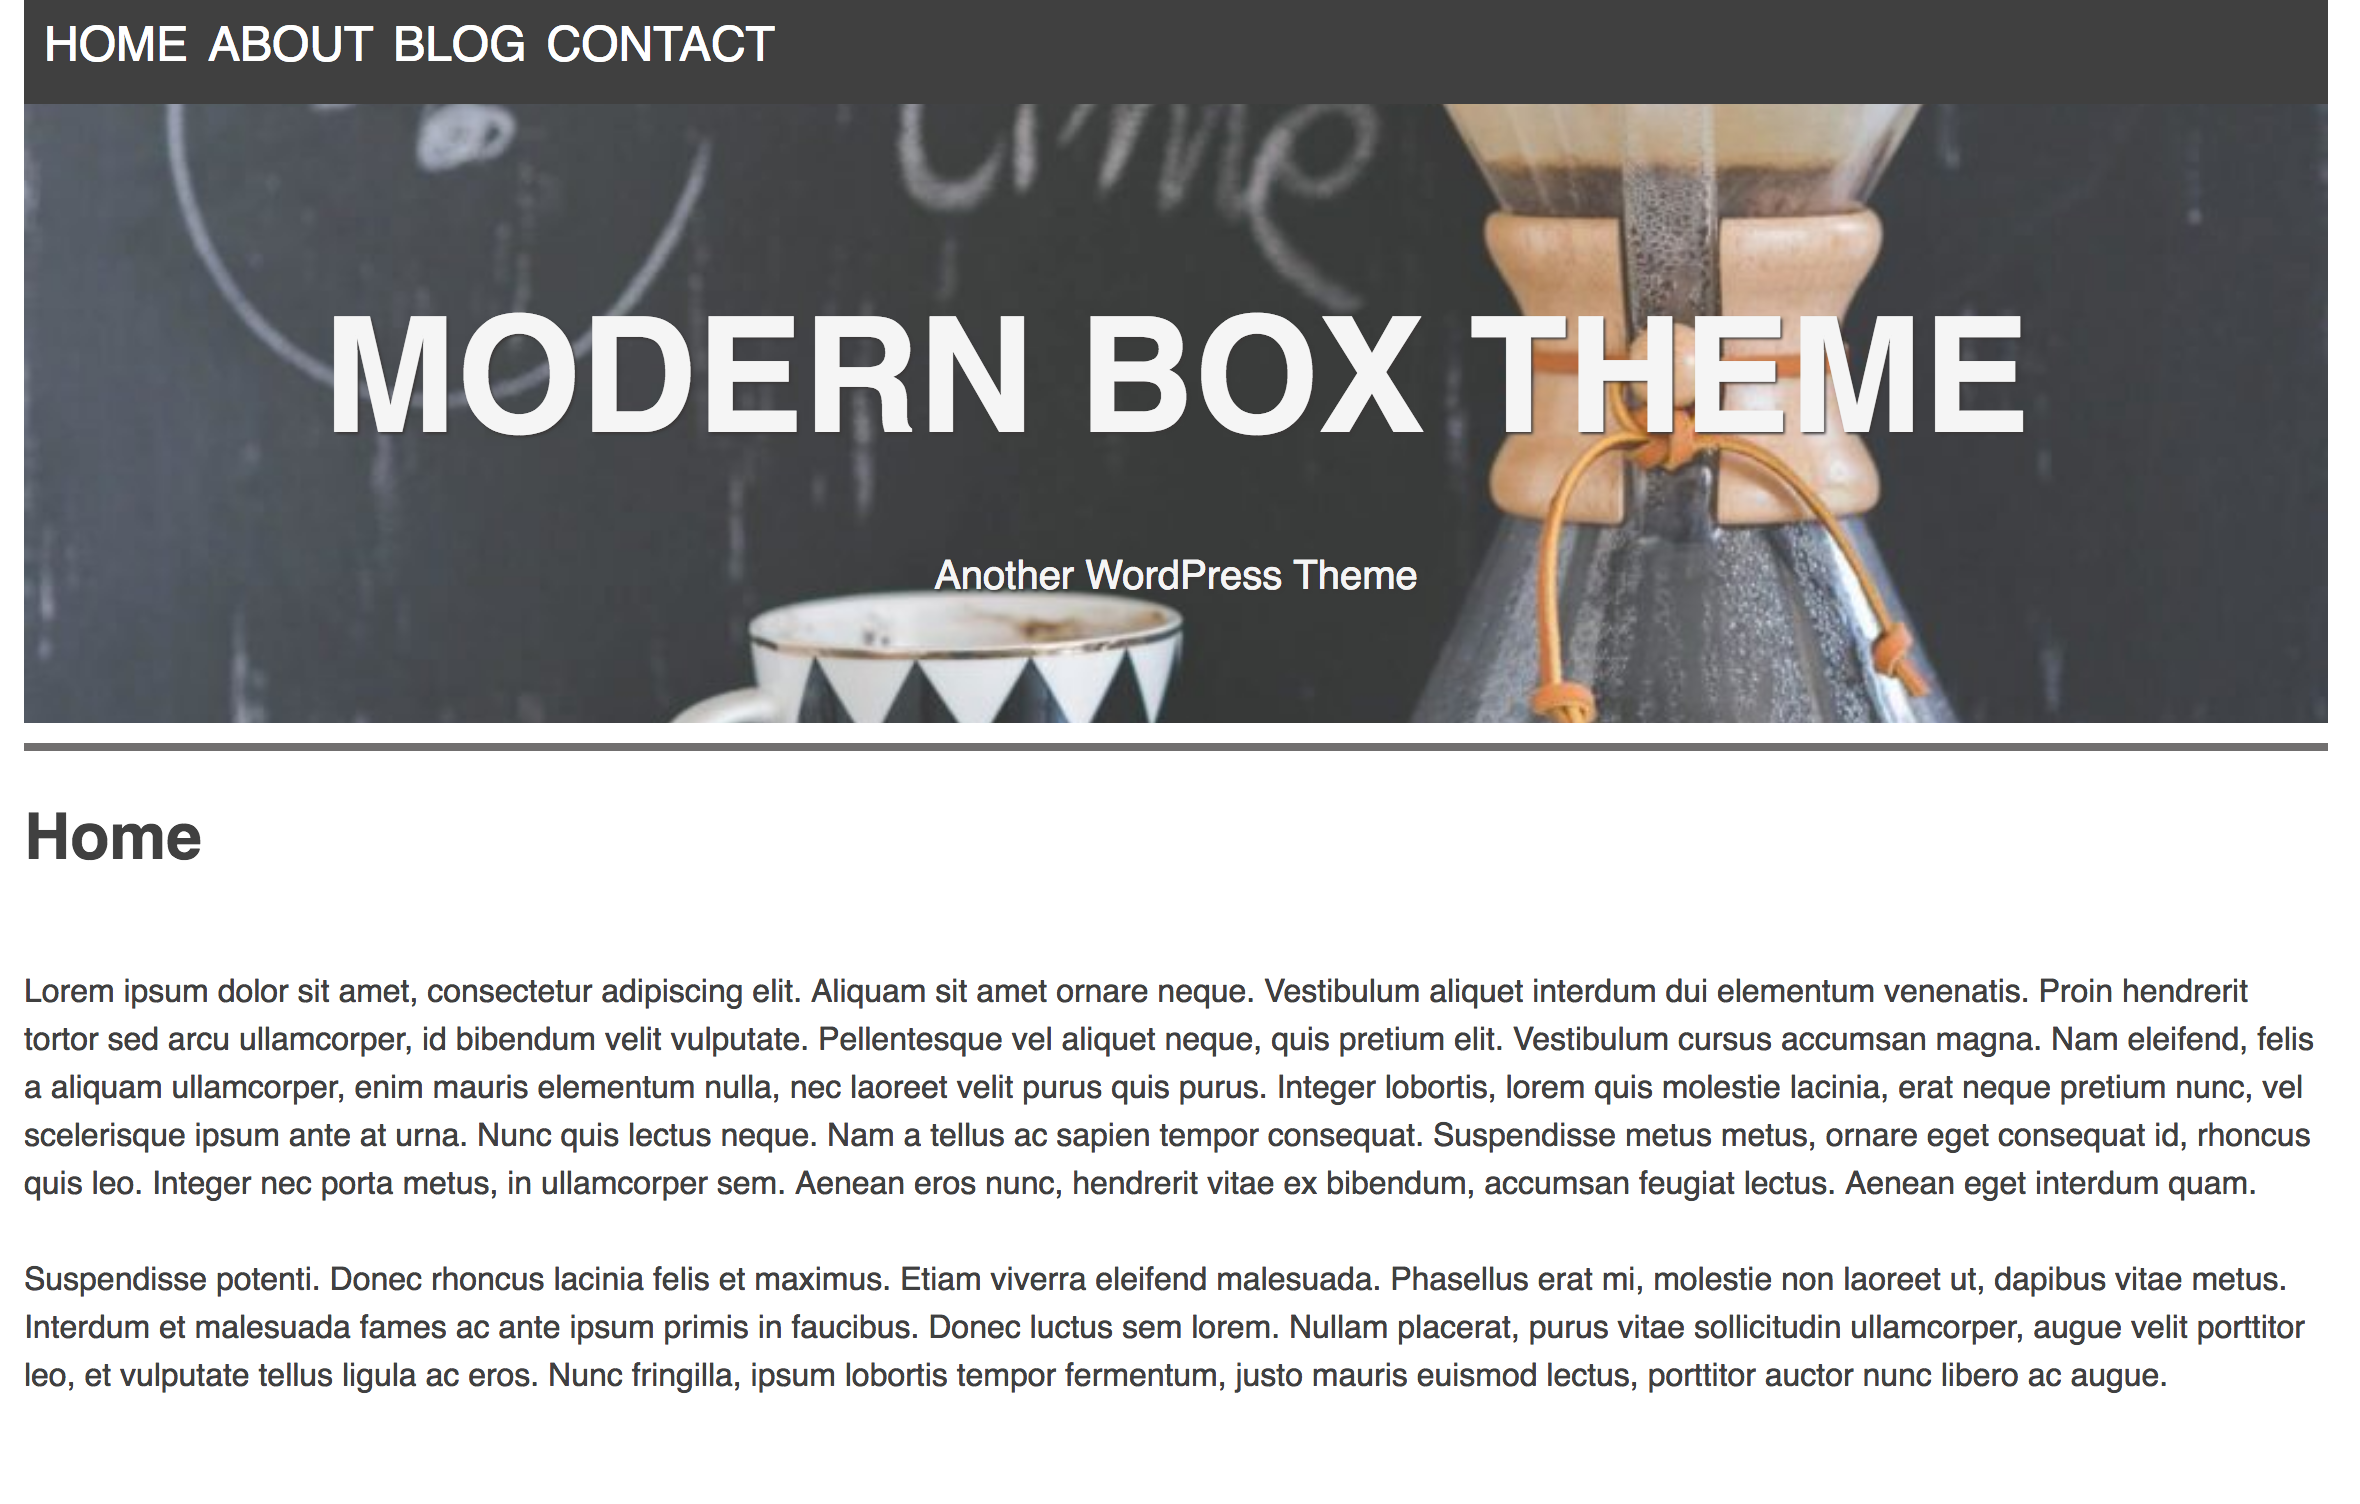 HOME ABOUT BLOG CONTACT
time
MODERN BOX THEME
Another WordPress Theme
Home
Lorem ipsum dolor sit amet, consectetur adipiscing elit. Aliquam sit amet ornare neque. Vestibulum aliquet interdum dui elementum venenatis. Proin hendrerit
tortor sed arcu ullamcorper, id bibendum velit vulputate. Pellentesque vel aliquet neque, quis pretium elit. Vestibulum cursus accumsan magna. Nam eleifend, felis
a aliquam ullamcorper, enim mauris elementum nulla, nec laoreet velit purus quis purus. Integer lobortis, lorem quis molestie lacinia, erat neque pretium nunc, vel
scelerisque ipsum ante at urna. Nunc quis lectus neque. Nam a tellus ac sapien tempor consequat. Suspendisse metus metus, ornare eget consequat id, rhoncus
quis leo. Integer nec porta metus, in ullamcorper sem. Aenean eros nunc, hendrerit vitae ex bibendum, accumsan feugiat lectus. Aenean eget interdum quam.
Suspendisse potenti. Donec rhoncus lacinia felis et maximus. Etiam viverra eleifend malesuada. Phasellus erat mi, molestie non laoreet ut, dapibus vitae metus.
Interdum et malesuada fames ac ante ipsum primis in faucibus. Donec luctus sem lorem. Nullam placerat, purus vitae sollicitudin ullamcorper, augue velit porttitor
leo, et vulputate tellus ligula ac eros. Nunc fringilla, ipsum lobortis tempor fermentum, justo mauris euismod lectus, porttitor auctor nunc libero ac augue.